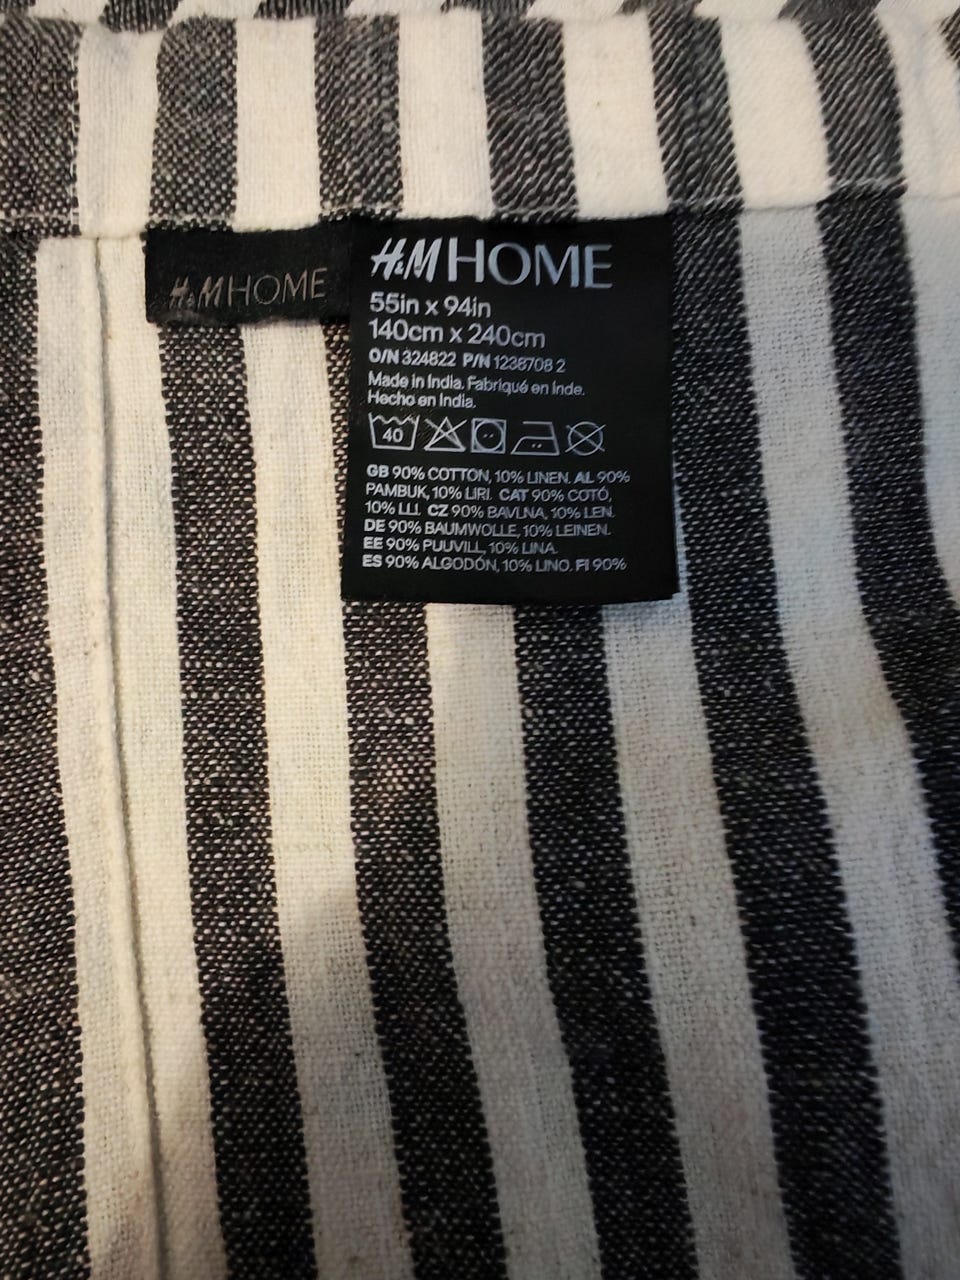 H&M HOME
H&M HOME
55in x 94in
140cm x 240cm
O/N 324822 P/N 1238708 2
Made in India. Fabriqué en Inde.
Hecho en India.
40
GB 90% COTTON, 10% LINEN. AL 90%
PAMBUK, 10% LIRI. CAT 90% COTÓ,
10% LLI. CZ 90% BAVLNA, 10% LEN.
DE 90% BAUMWOLLE, 10% LEINEN.
EE 90% PUUVILL, 10% LINA.
ES 90% ALGODÓN, 10% LINO. FI 90%